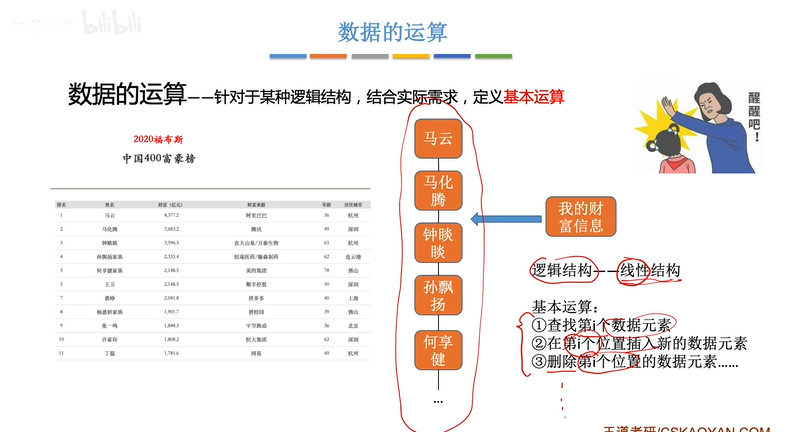 bilibili
数据的运算
数据的运算——针对于某种逻辑结构，结合实际需求，定义基本运算
2020福布斯
中国400富豪榜
排名 姓名 财富（亿元） 财富来源 年龄 居住城市
1 马云 4,377.2 阿里巴巴 56 杭州
2 马化腾 3,683.2 腾讯 49 深圳
3 钟睒睒 3,596.5 农夫山泉/万泰生物 65 杭州
4 孙飘扬家族 2,335.4 恒瑞医药/翰森制药 62 连云港
5 何享健家族 2,148.5 美的集团 78 佛山
6 王卫 2,148.5 顺丰控股 50 深圳
7 黄峥 2,041.8 拼多多 40 上海
8 杨惠妍家族 1,901.7 碧桂园 39 佛山
9 张一鸣 1,848.3 字节跳动 36 北京
10 许家印 1,808.2 恒大集团 62 深圳
11 丁磊 1,781.6 网易 49 杭州
马云
马化
腾
钟睒
睒
孙飘
扬
何享
健
...
我的财
富信息
醒醒吧！
逻辑结构——线性结构
基本运算：
①查找第i个数据元素
②在第i个位置插入新的数据元素
③删除第i个位置的数据元素……
王道考研/CSKAOYAN.COM